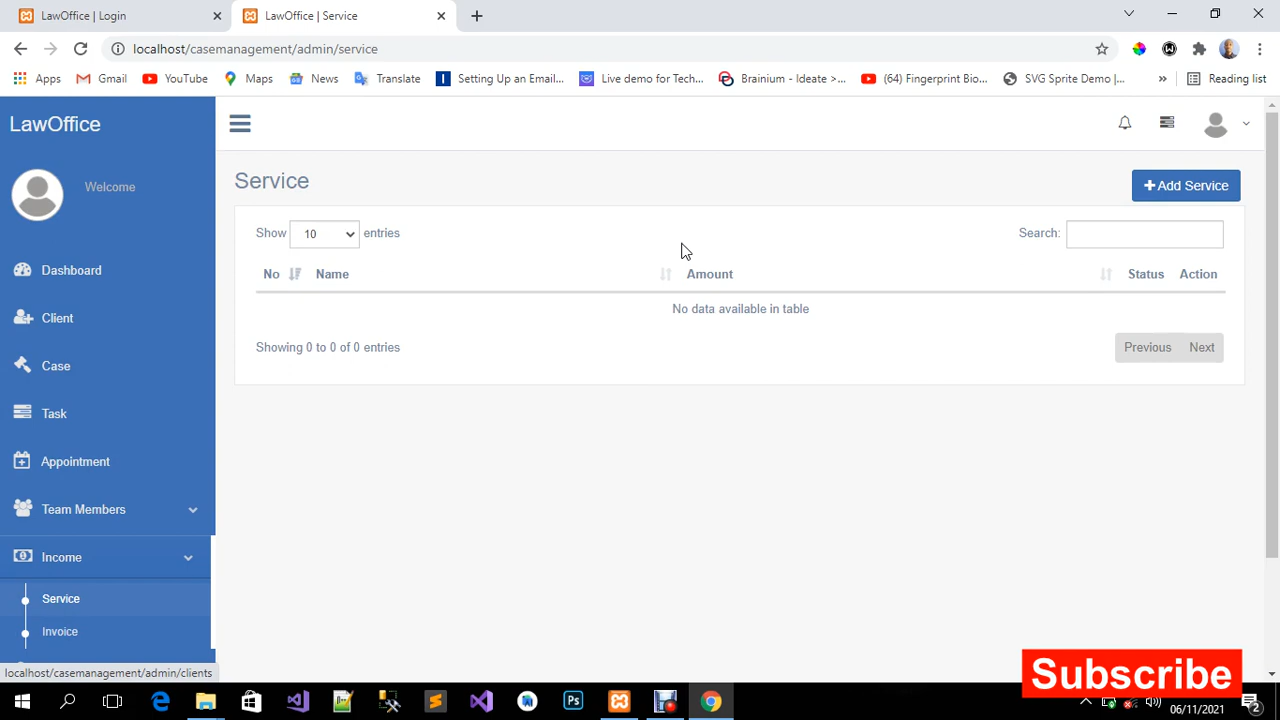 LawOffice | Login
LawOffice | Service
localhost/casemanagement/admin/service
Apps
Gmail
YouTube
Maps
News
Translate
Setting Up an Email...
Live demo for Tech...
Brainium - Ideate >...
(64) Fingerprint Bio...
SVG Sprite Demo |...
»
Reading list
LawOffice
Welcome
Dashboard
Client
Case
Task
Appointment
Team Members
Income
Service
Invoice
Service
Add Service
Show 10 entries
Search:
No Name Amount Status Action
No data available in table
Showing 0 to 0 of 0 entries
Previous Next
localhost/casemanagement/admin/clients
Subscribe
06/11/2021
2